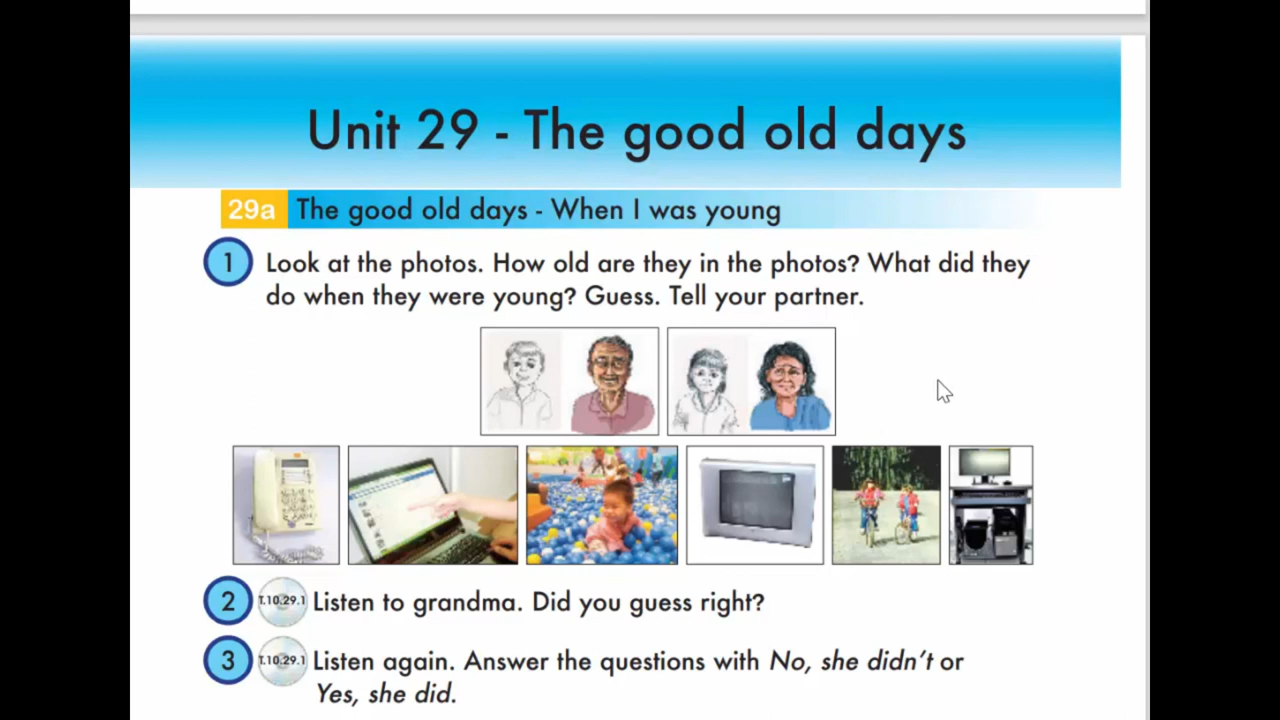 Unit 29 - The good old days
29a The good old days - When I was young
1 Look at the photos. How old are they in the photos? What did they
do when they were young? Guess. Tell your partner.
2 T.10.29.1 Listen to grandma. Did you guess right?
3 T.10.29.1 Listen again. Answer the questions with No, she didn't or
Yes, she did.